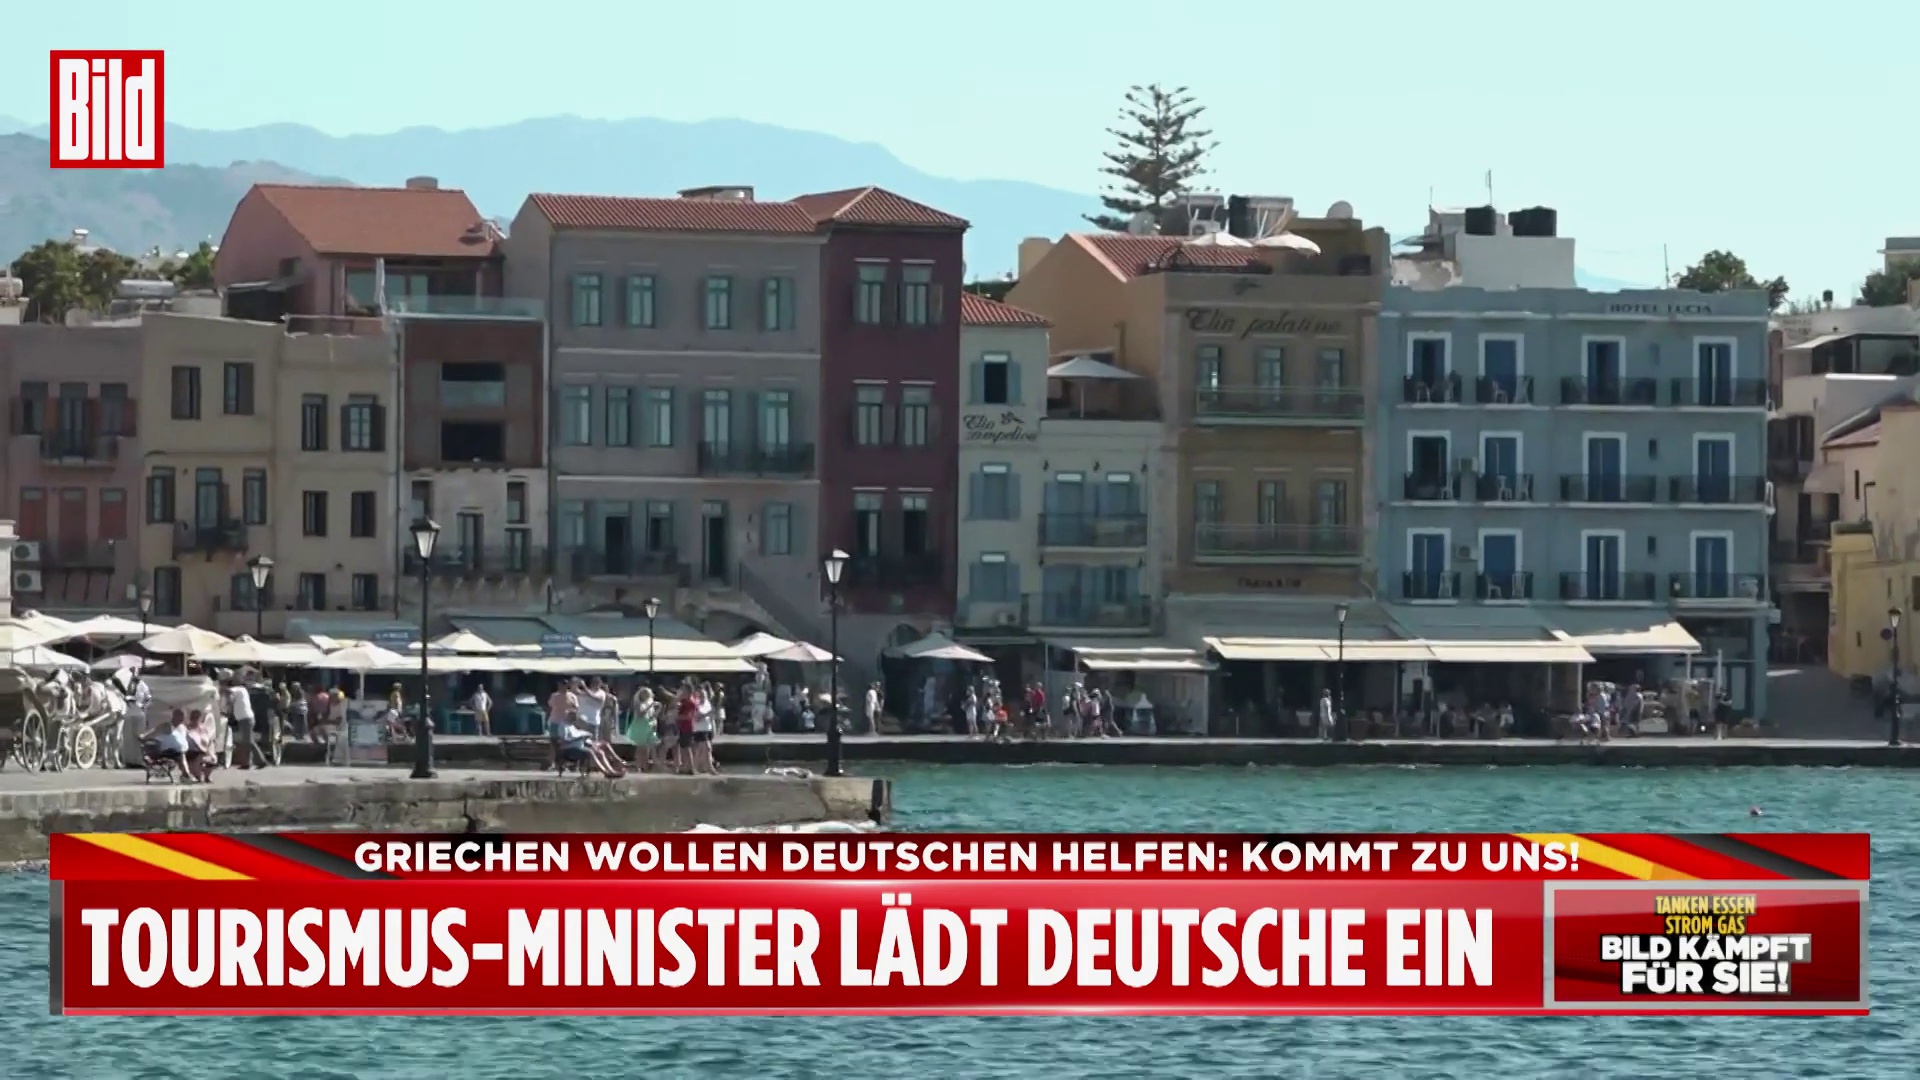 Bild
HOTEL LUCIA
Elia palatino
Elia
zampeliou
GRIECHEN WOLLEN DEUTSCHEN HELFEN: KOMMT ZU UNS!
TOURISMUS-MINISTER LÄDT DEUTSCHE EIN
TANKEN ESSEN
STROM GAS
BILD KÄMPFT
FÜR SIE!